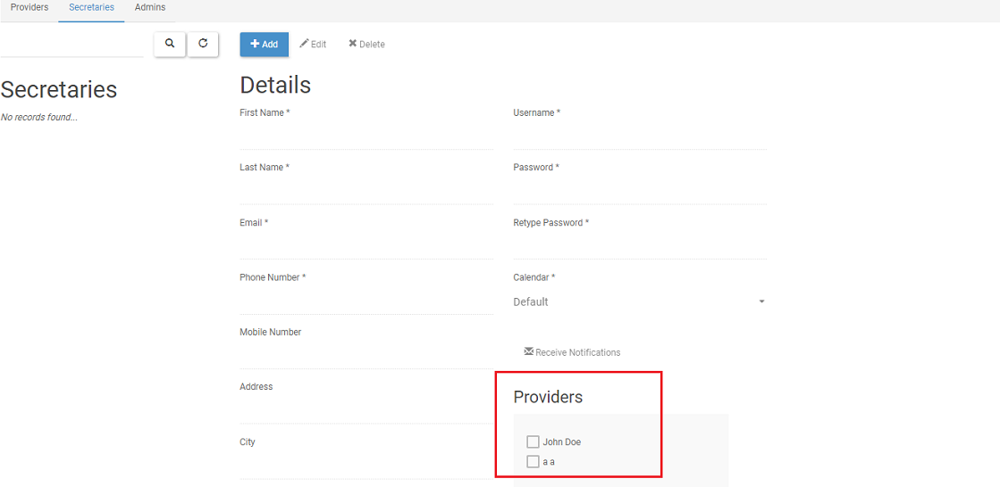 Providers Secretaries Admins
Add Edit Delete
Secretaries
No records found...
Details
First Name *
Username *
Last Name *
Password *
Email *
Retype Password *
Phone Number *
Calendar *
Default
Mobile Number
Receive Notifications
Address
Providers
City
John Doe
a a